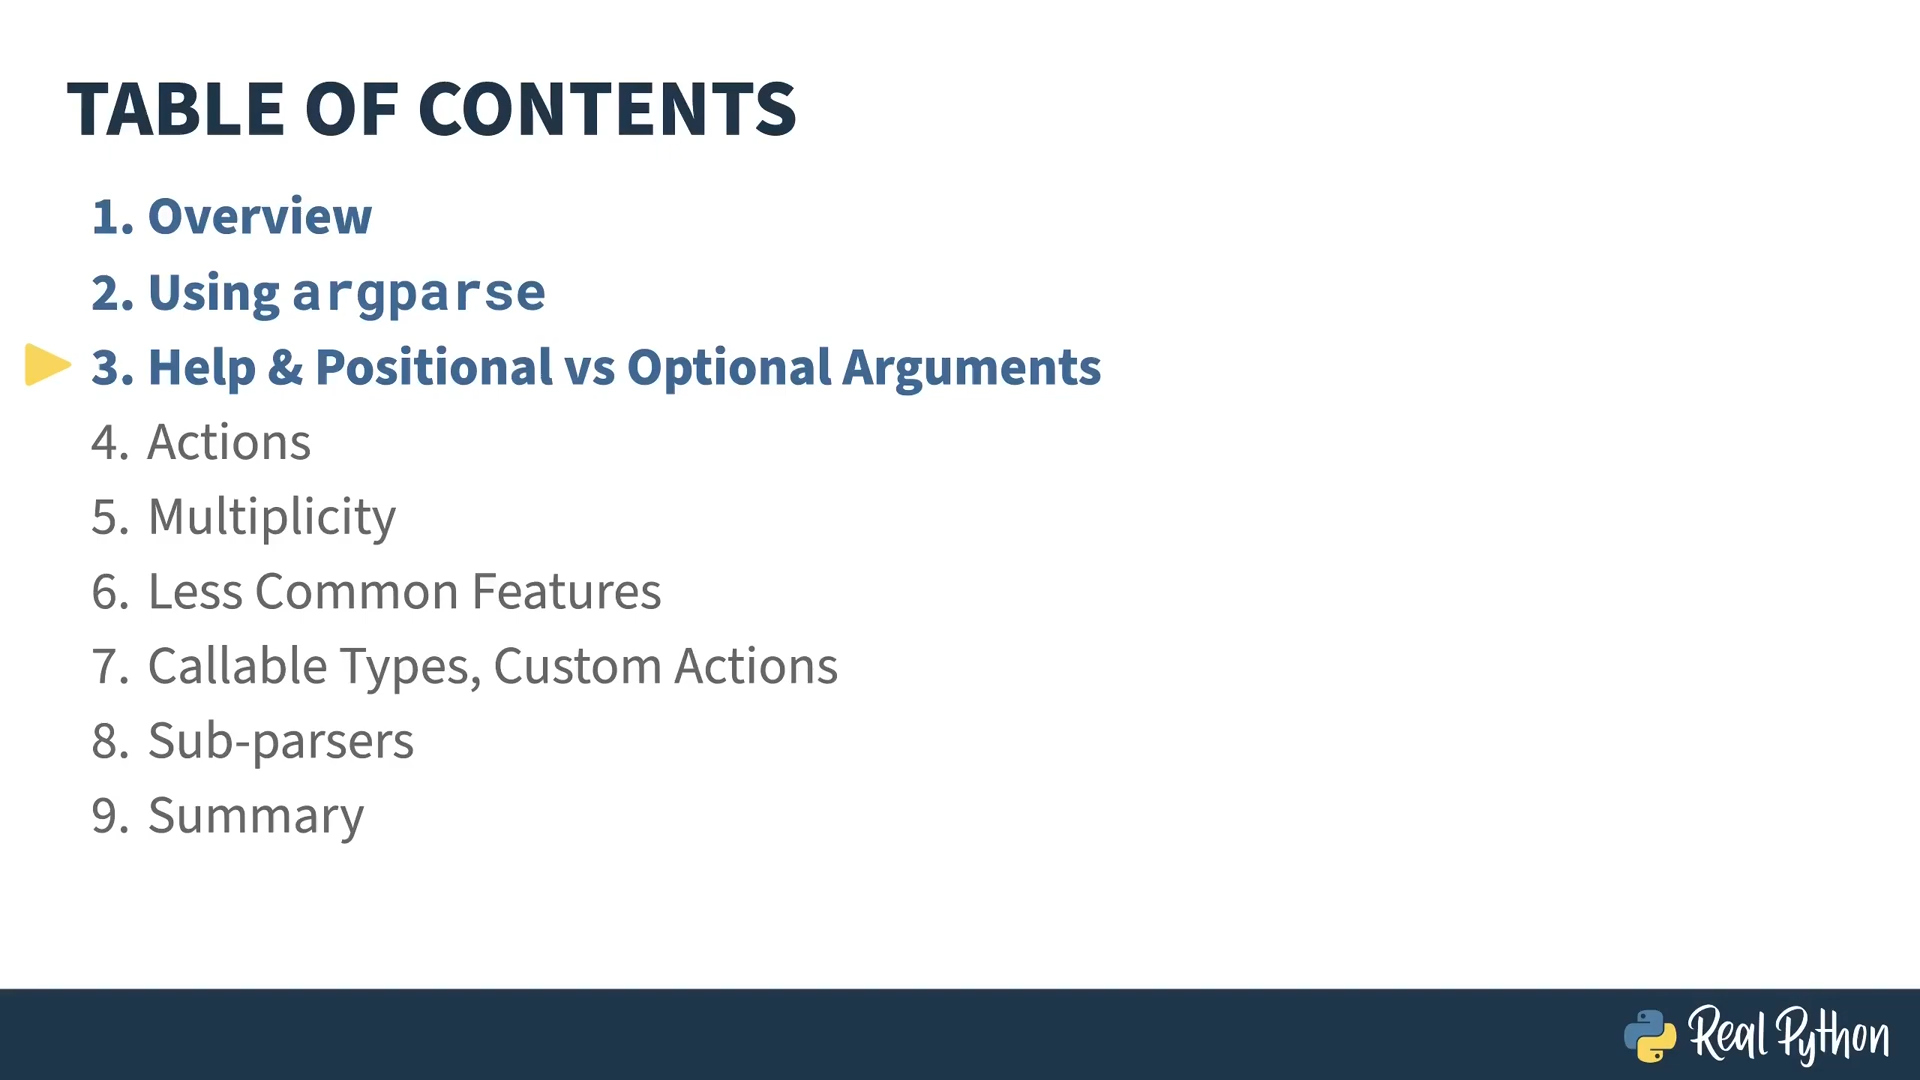 TABLE OF CONTENTS
1. Overview
2. Using argparse
3. Help & Positional vs Optional Arguments
4. Actions
5. Multiplicity
6. Less Common Features
7. Callable Types, Custom Actions
8. Sub-parsers
9. Summary
Real Python